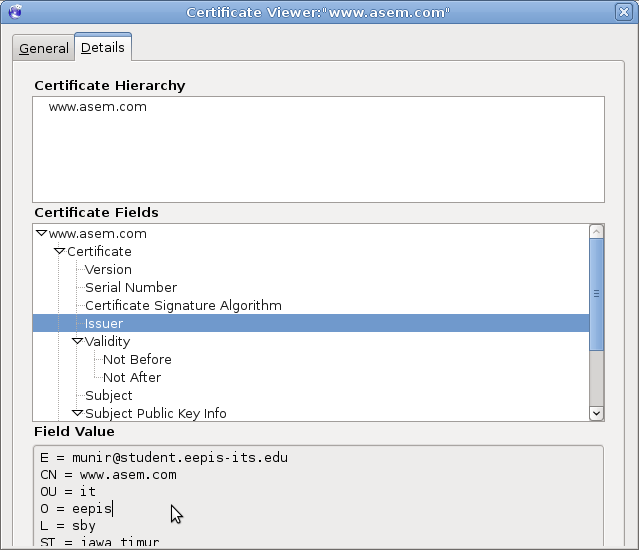 Certificate Viewer:"www.asem.com"
General
Details
Certificate Hierarchy
www.asem.com
Certificate Fields
www.asem.com
Certificate
Version
Serial Number
Certificate Signature Algorithm
Issuer
Validity
Not Before
Not After
Subject
Subject Public Key Info
Field Value
E = munir@student.eepis-its.edu
CN = www.asem.com
OU = it
O = eepis
L = sby
ST = jawa timur